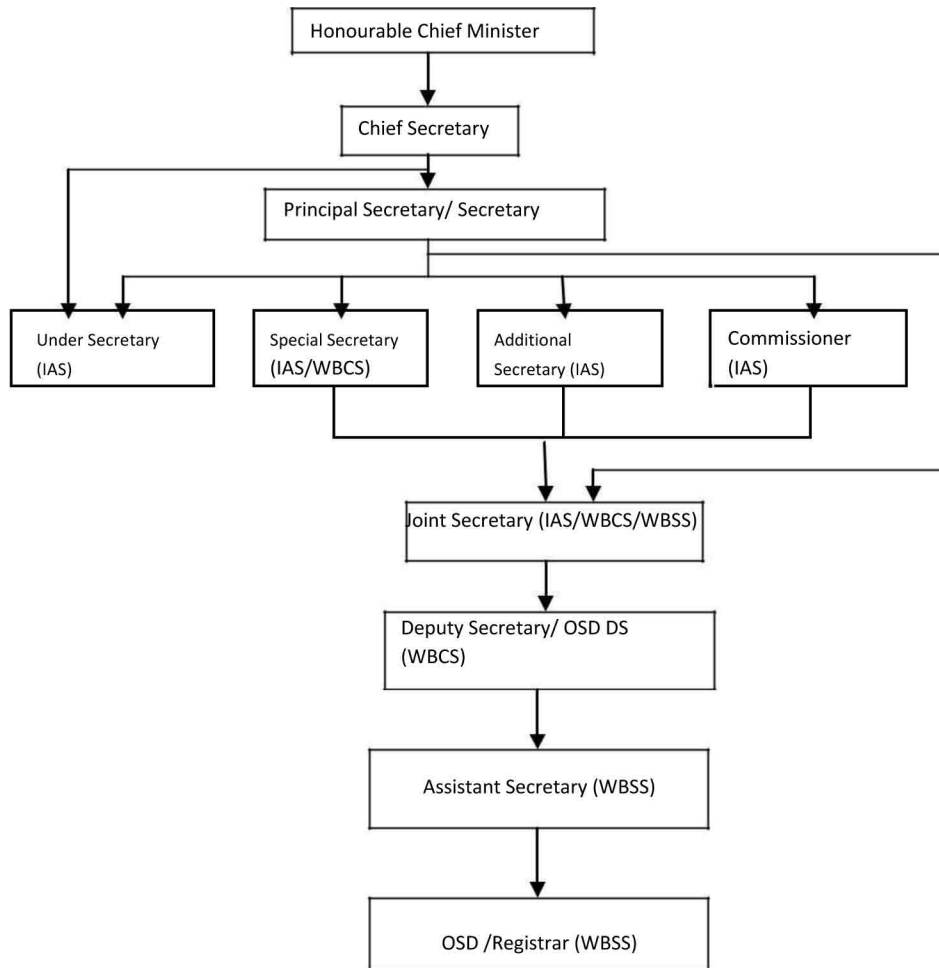 Honourable Chief Minister
Chief Secretary
Principal Secretary/ Secretary
Under Secretary
(IAS)
Special Secretary
(IAS/WBCS)
Additional
Secretary (IAS)
Commissioner
(IAS)
Joint Secretary (IAS/WBCS/WBSS)
Deputy Secretary/ OSD DS
(WBCS)
Assistant Secretary (WBSS)
OSD /Registrar (WBSS)